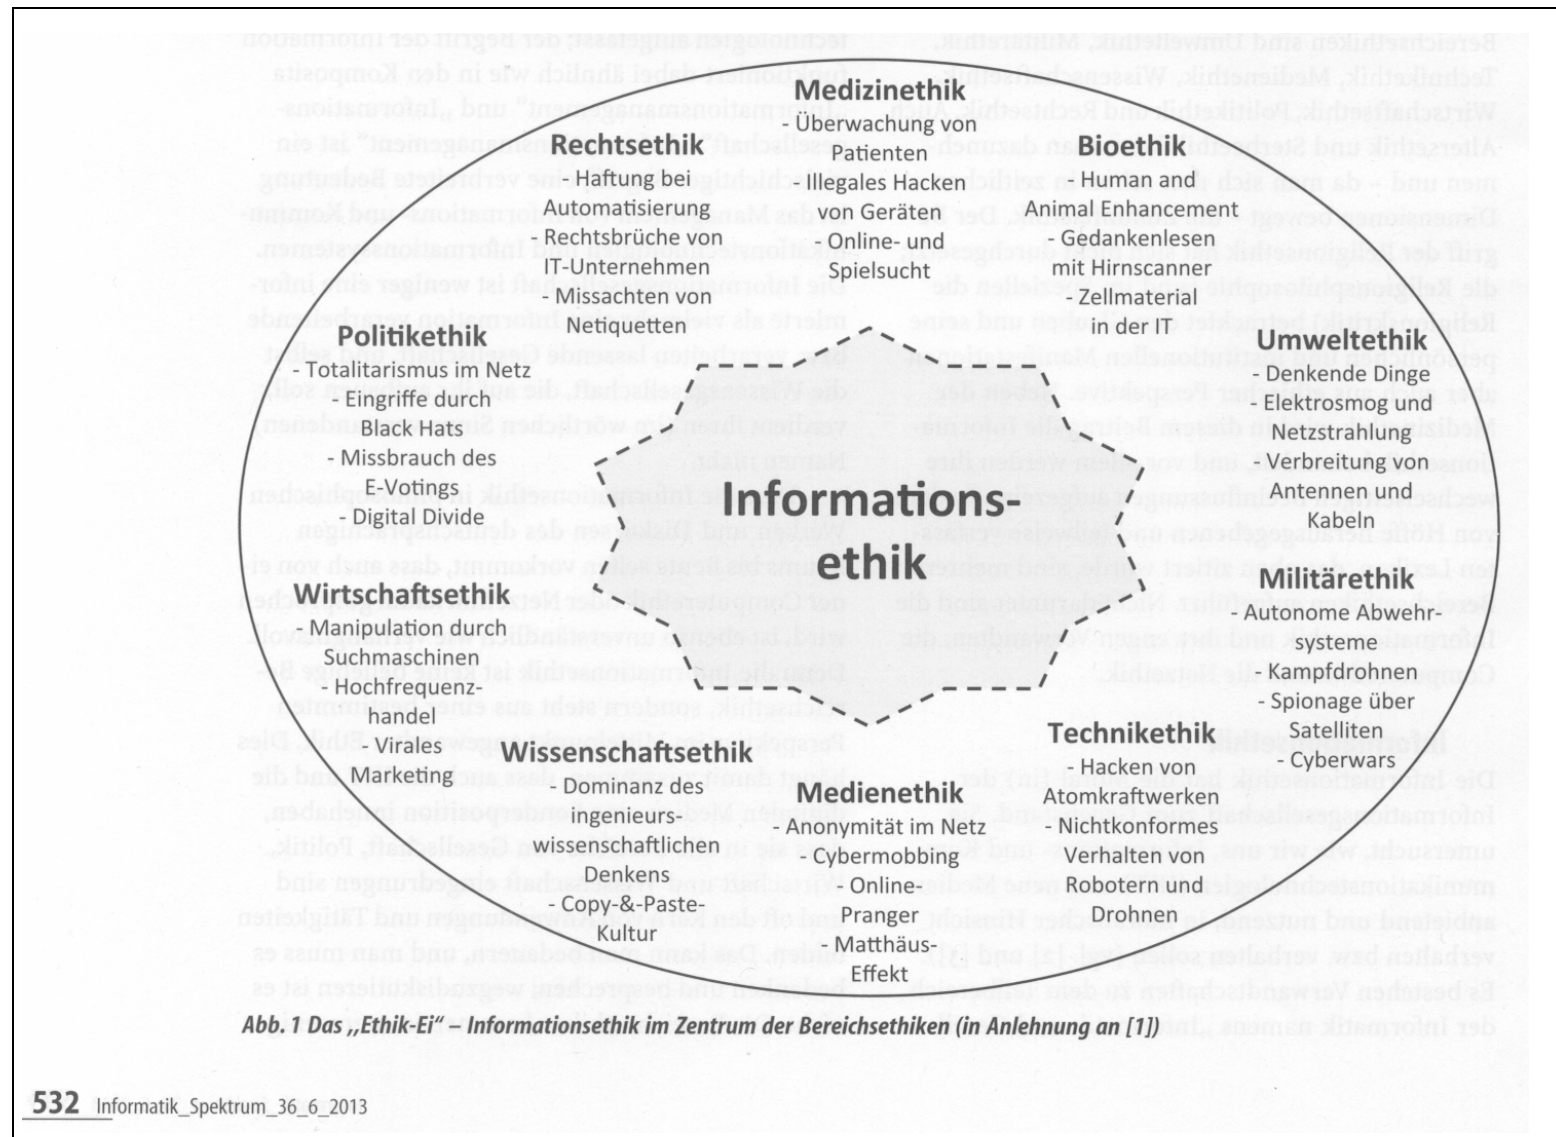 Medizinethik
- Überwachung von
Patienten
- Illegales Hacken
von Geräten
- Online- und
Spielsucht
Rechtsethik
- Haftung bei
Automatisierung
- Rechtsbrüche von
IT-Unternehmen
- Missachten von
Netiquetten
Bioethik
- Human and
Animal Enhancement
- Gedankenlesen
mit Hirnscanner
- Zellmaterial
in der IT
Politikethik
- Totalitarismus im Netz
- Eingriffe durch
Black Hats
- Missbrauch des
E-Votings
Digital Divide
Umweltethik
- Denkende Dinge
- Elektrosmog und
Netzstrahlung
- Verbreitung von
Antennen und
Kabeln
Informations-
ethik
Wirtschaftsethik
- Manipulation durch
Suchmaschinen
- Hochfrequenz-
handel
- Virales
Marketing
Militärethik
- Autonome Abwehr-
systeme
- Kampfdrohnen
- Spionage über
Satelliten
- Cyberwars
Wissenschaftsethik
- Dominanz des
ingenieurs-
wissenschaftlichen
Denkens
- Copy-&-Paste-
Kultur
Medienethik
- Anonymität im Netz
- Cybermobbing
- Online-
Pranger
- Matthäus-
Effekt
Technikethik
- Hacken von
Atomkraftwerken
- Nichtkonformes
Verhalten von
Robotern und
Drohnen
Abb. 1 Das „Ethik-Ei“ – Informationsethik im Zentrum der Bereichsethiken (in Anlehnung an [1])
532 Informatik_Spektrum_36_6_2013